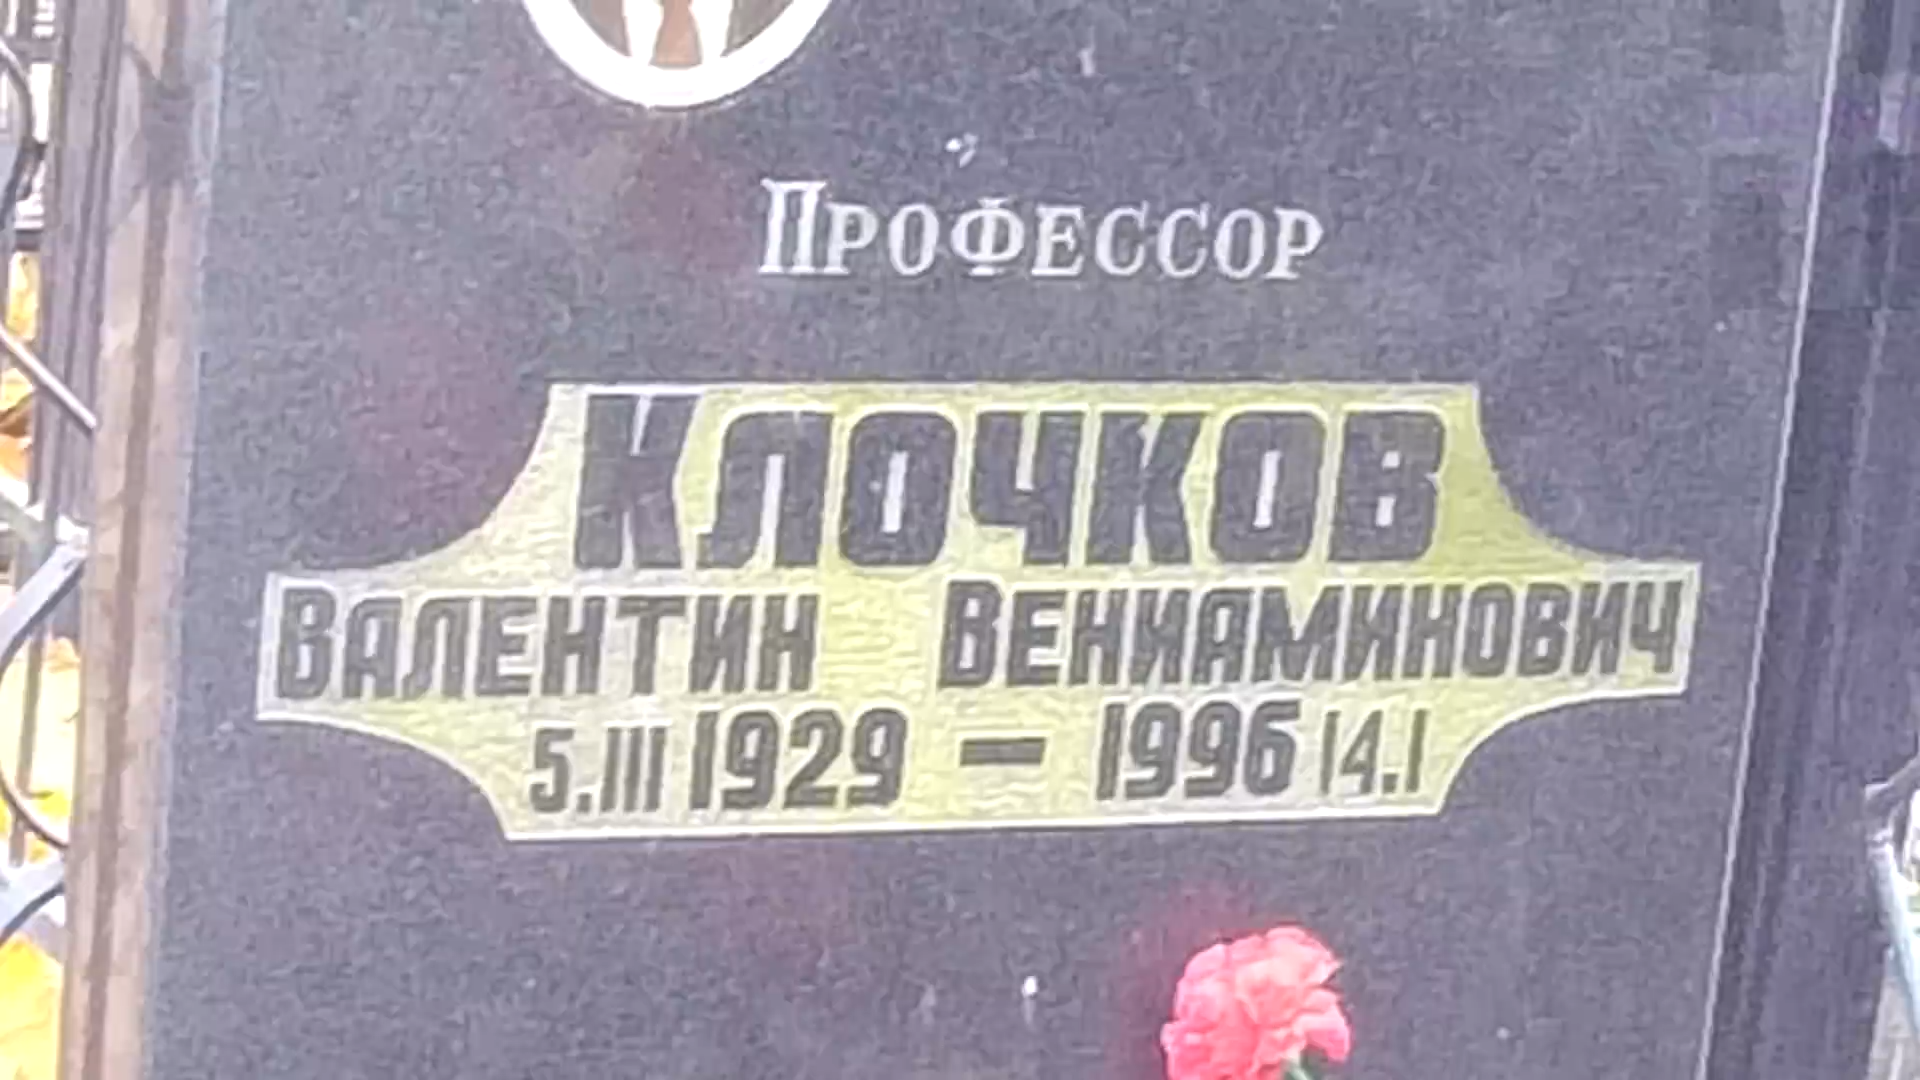 Профессор
Клочков
Валентин Вениаминович
5.III 1929 – 1996 14.I